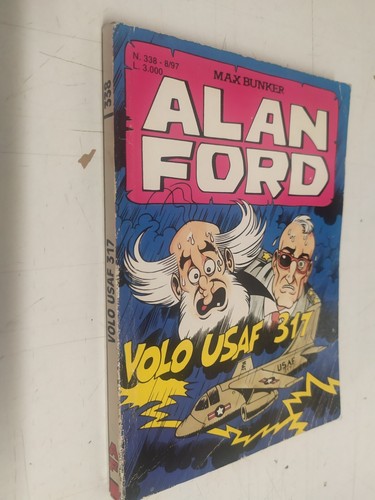 N. 338 - 8/97
L. 3.000
MAX BUNKER
ALAN
FORD
VOLO USAF 317
USAF
338
VOLO USAF 317